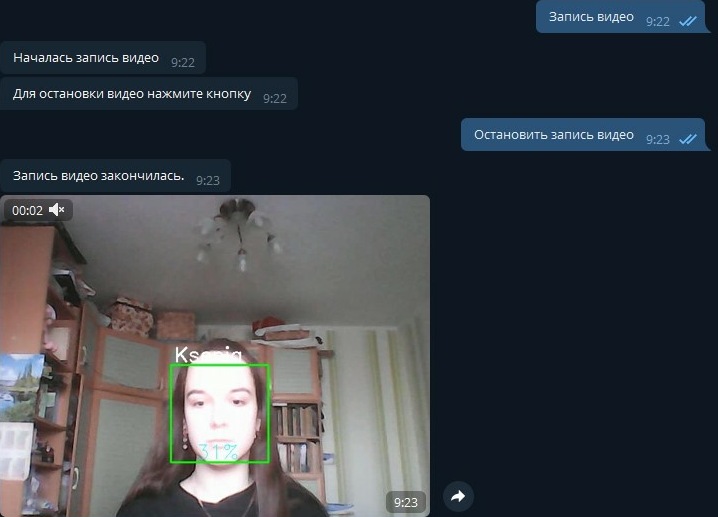 Запись видео 9:22
Началась запись видео 9:22
Для остановки видео нажмите кнопку 9:22
Остановить запись видео 9:23
Запись видео закончилась. 9:23
00:02
Ksenia
31%
9:23